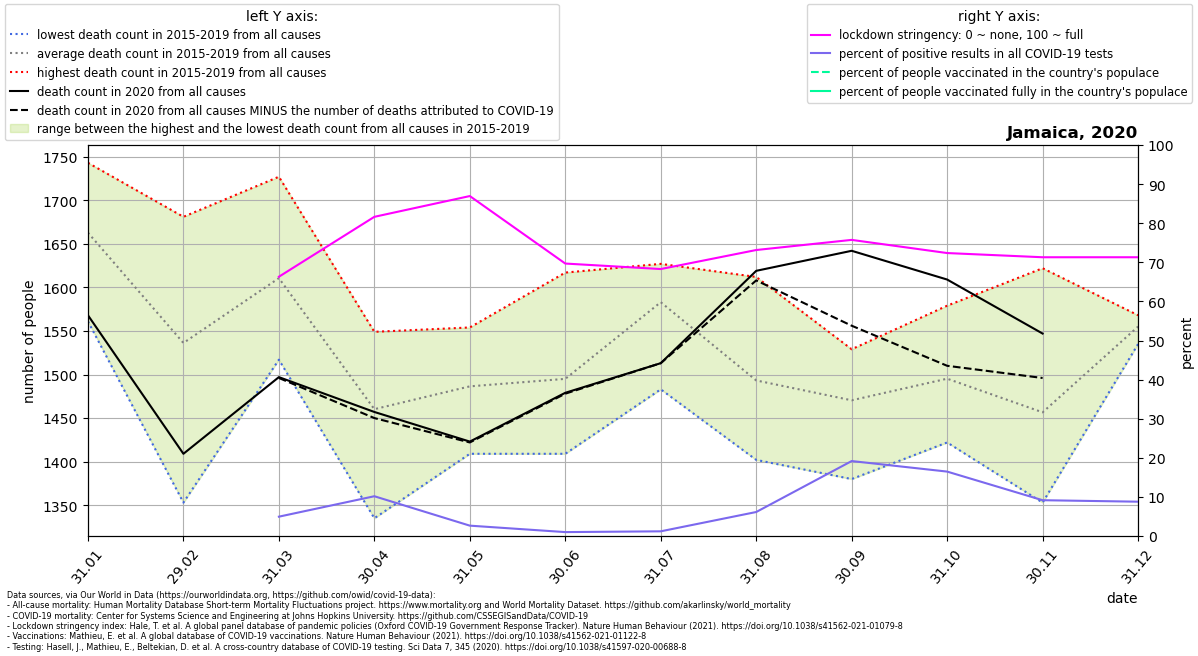 left Y axis:
lowest death count in 2015-2019 from all causes
average death count in 2015-2019 from all causes
highest death count in 2015-2019 from all causes
death count in 2020 from all causes
death count in 2020 from all causes MINUS the number of deaths attributed to COVID-19
range between the highest and the lowest death count from all causes in 2015-2019
right Y axis:
lockdown stringency: 0 ~ none, 100 ~ full
percent of positive results in all COVID-19 tests
percent of people vaccinated in the country's populace
percent of people vaccinated fully in the country's populace
Jamaica, 2020
number of people
1750
1700
1650
1600
1550
1500
1450
1400
1350
100
90
80
70
60
50
40
30
20
10
0
percent
31.01
29.02
31.03
30.04
31.05
30.06
31.07
31.08
30.09
31.10
30.11
31.12
date
Data sources, via Our World in Data (https://ourworldindata.org, https://github.com/owid/covid-19-data):
- All-cause mortality: Human Mortality Database Short-term Mortality Fluctuations project. https://www.mortality.org and World Mortality Dataset. https://github.com/akarlinsky/world_mortality
- COVID-19 mortality: Center for Systems Science and Engineering at Johns Hopkins University. https://github.com/CSSEGISandData/COVID-19
- Lockdown stringency index: Hale, T. et al. A global panel database of pandemic policies (Oxford COVID-19 Government Response Tracker). Nature Human Behaviour (2021). https://doi.org/10.1038/s41562-021-01079-8
- Vaccinations: Mathieu, E. et al. A global database of COVID-19 vaccinations. Nature Human Behaviour (2021). https://doi.org/10.1038/s41562-021-01122-8
- Testing: Hasell, J., Mathieu, E., Beltekian, D. et al. A cross-country database of COVID-19 testing. Sci Data 7, 345 (2020). https://doi.org/10.1038/s41597-020-00688-8